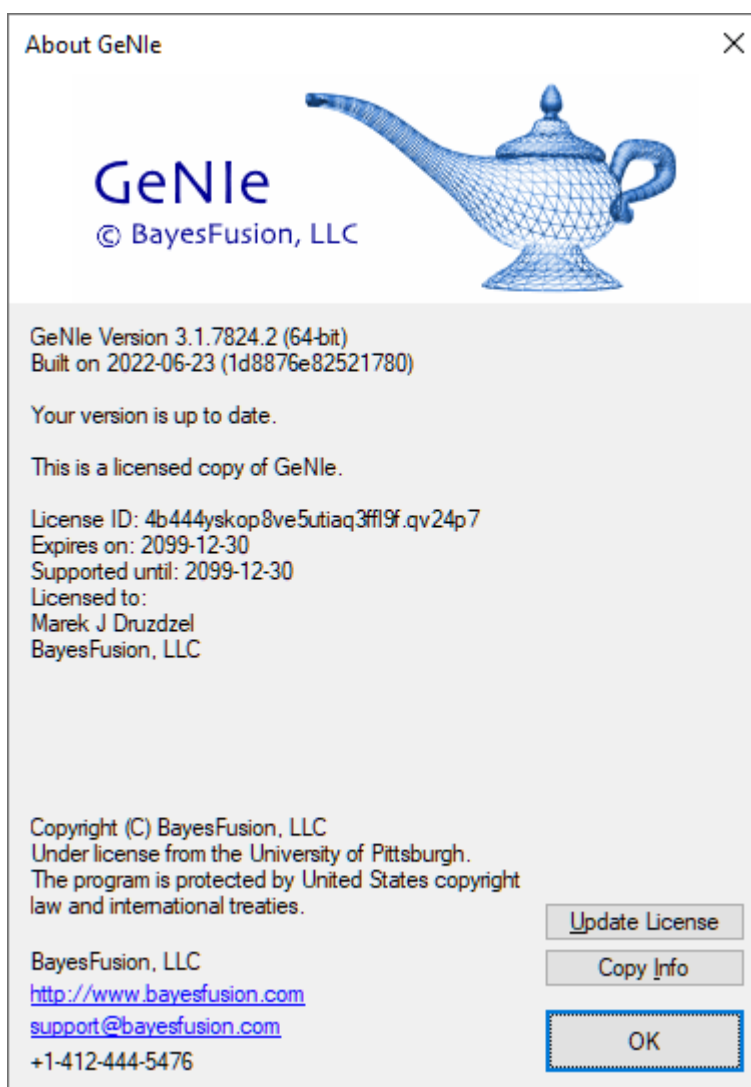 About GeNIe
GeNIe
© BayesFusion, LLC
GeNIe Version 3.1.7824.2 (64-bit)
Built on 2022-06-23 (1d8876e82521780)
Your version is up to date.
This is a licensed copy of GeNIe.
License ID: 4b444yskop8ve5utiaq3ffl9f.qv24p7
Expires on: 2099-12-30
Supported until: 2099-12-30
Licensed to:
Marek J Druzdzel
BayesFusion, LLC
Copyright (C) BayesFusion, LLC
Under license from the University of Pittsburgh.
The program is protected by United States copyright
law and international treaties.
Update License
BayesFusion, LLC
Copy Info
http://www.bayesfusion.com
support@bayesfusion.com
OK
+1-412-444-5476